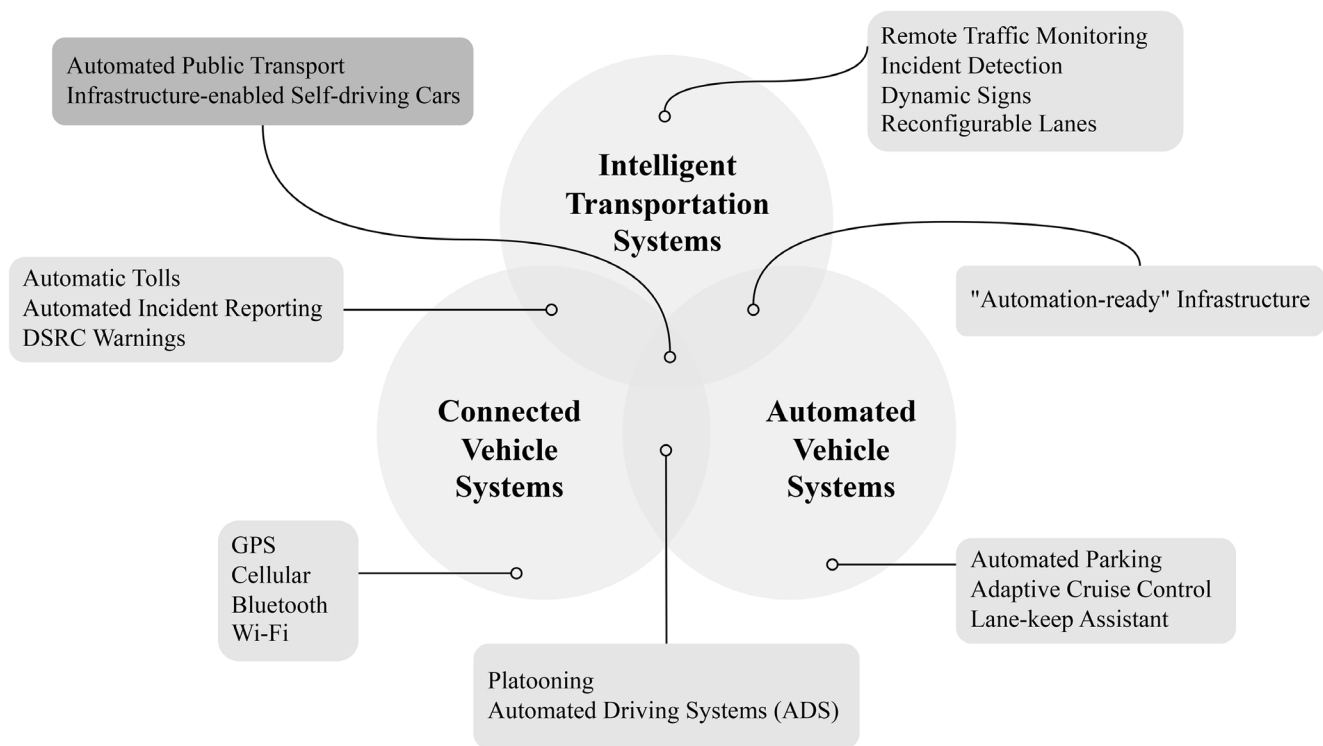 Automated Public Transport
Infrastructure-enabled Self-driving Cars
Remote Traffic Monitoring
Incident Detection
Dynamic Signs
Reconfigurable Lanes
Intelligent
Transportation
Systems
Automatic Tolls
Automated Incident Reporting
DSRC Warnings
"Automation-ready" Infrastructure
Connected
Vehicle
Systems
Automated
Vehicle
Systems
GPS
Cellular
Bluetooth
Wi-Fi
Automated Parking
Adaptive Cruise Control
Lane-keep Assistant
Platooning
Automated Driving Systems (ADS)